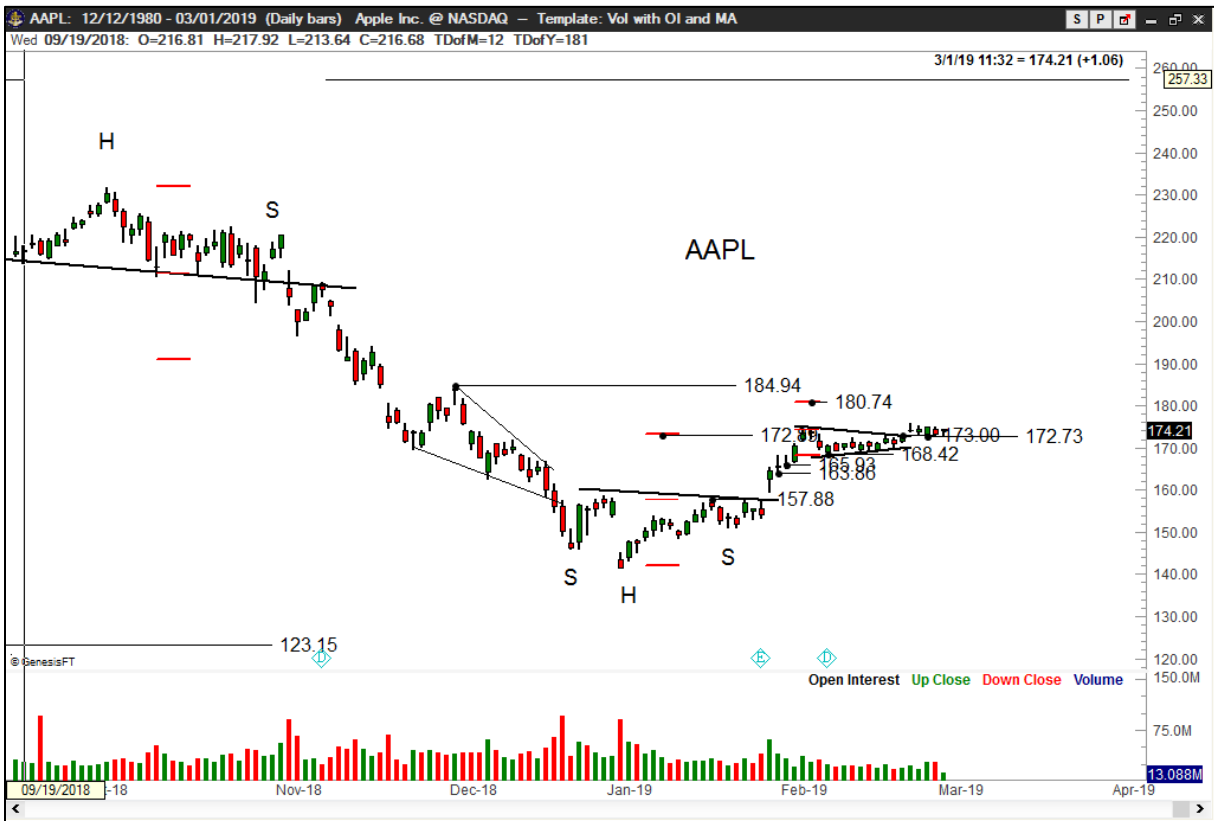 AAPL: 12/12/1980 - 03/01/2019 (Daily bars) Apple Inc. @ NASDAQ — Template: Vol with OI and MA
S P
Wed 09/19/2018: O=216.81 H=217.92 L=213.64 C=216.68 TDofM=12 TDofY=181
3/1/19 11:32 = 174.21 (+1.06)
260.00
257.33
250.00
H
240.00
230.00
S
220.00
AAPL
210.00
200.00
190.00
184.94
180.74
180.00
174.21
172.89
173.00
172.73
170.00
168.42
165.93
163.86
160.00
157.88
150.00
S
S
140.00
H
130.00
123.15
© GenesisFT
D
E
D
120.00
Open Interest Up Close Down Close Volume
150.0M
75.0M
13.088M
09/19/2018
-18
Nov-18
Dec-18
Jan-19
Feb-19
Mar-19
Apr-19